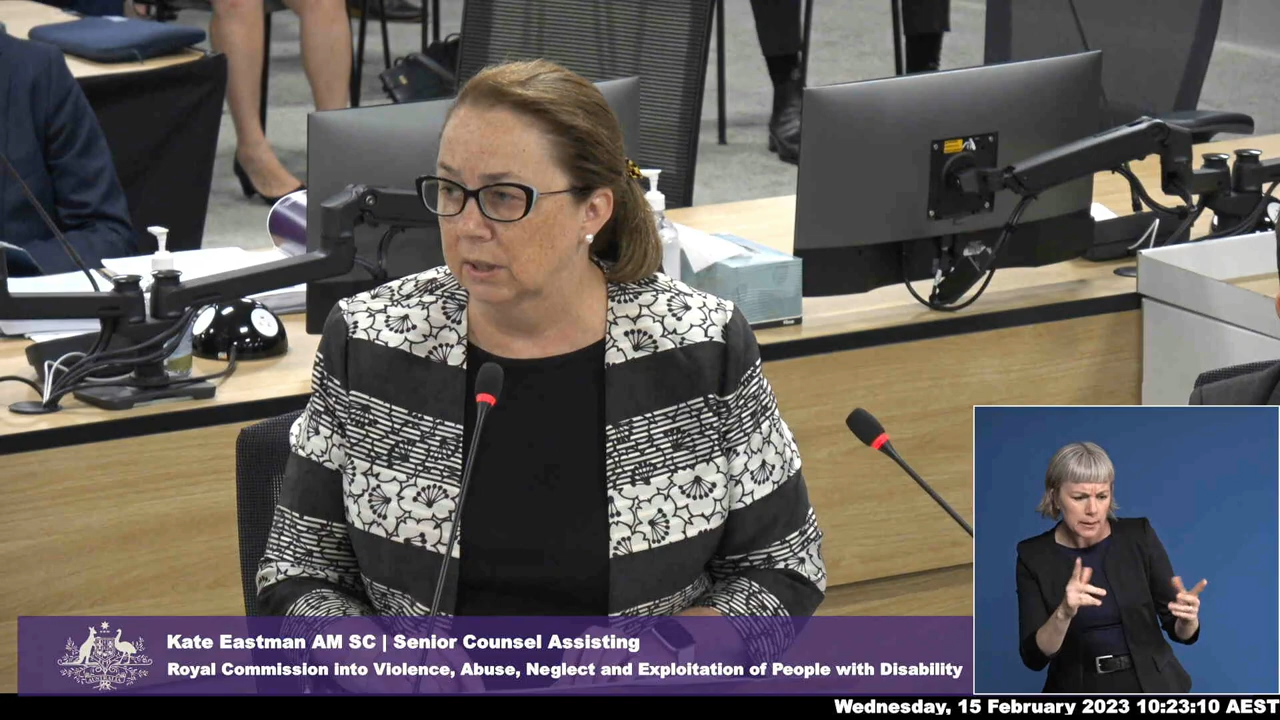 Kate Eastman AM SC | Senior Counsel Assisting
Royal Commission into Violence, Abuse, Neglect and Exploitation of People with Disability
Wednesday, 15 February 2023 10:23:10 AEST